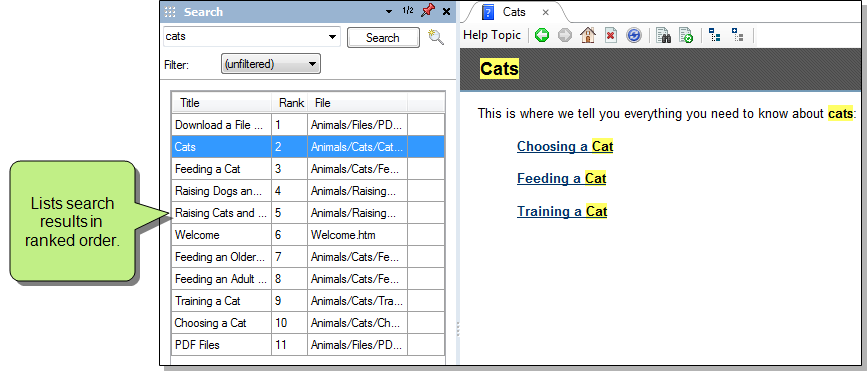 Search 1/2
cats Search
Filter: (unfiltered)
Title Rank File
Download a File ... 1 Animals/Files/PD...
Cats 2 Animals/Cats/Cat...
Feeding a Cat 3 Animals/Cats/Fe...
Raising Dogs an... 4 Animals/Raising...
Raising Cats and ... 5 Animals/Raising...
Welcome 6 Welcome.htm
Feeding an Older... 7 Animals/Cats/Fe...
Feeding an Adult ... 8 Animals/Cats/Fe...
Training a Cat 9 Animals/Cats/Tra...
Choosing a Cat 10 Animals/Cats/Ch...
PDF Files 11 Animals/Files/PD...
Lists search
results in
ranked order.
Cats
Help Topic
Cats
This is where we tell you everything you need to know about cats:
Choosing a Cat
Feeding a Cat
Training a Cat